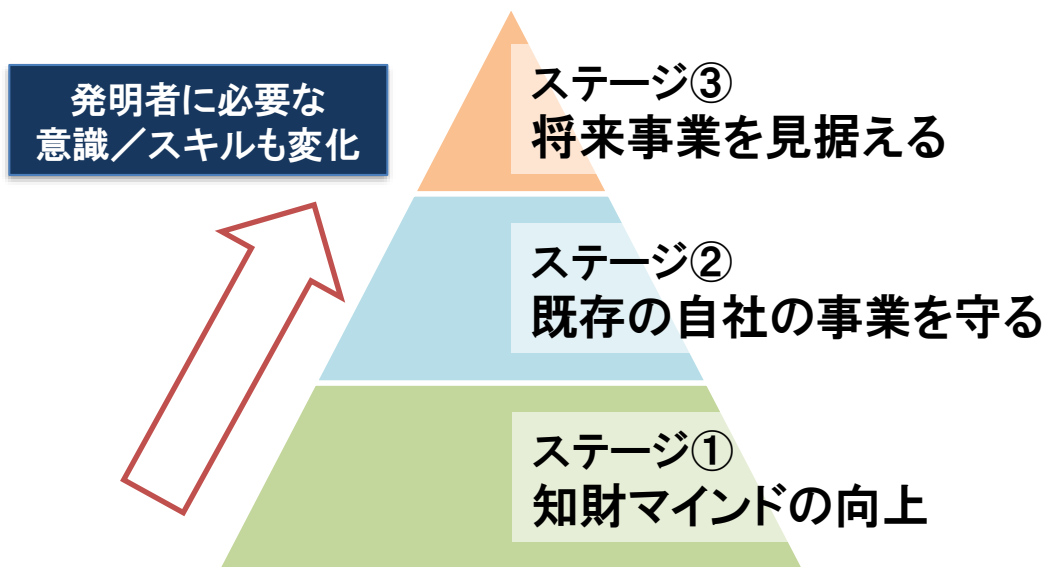 発明者に必要な
意識／スキルも変化
ステージ③
将来事業を見据える
ステージ②
既存の自社の事業を守る
ステージ①
知財マインドの向上